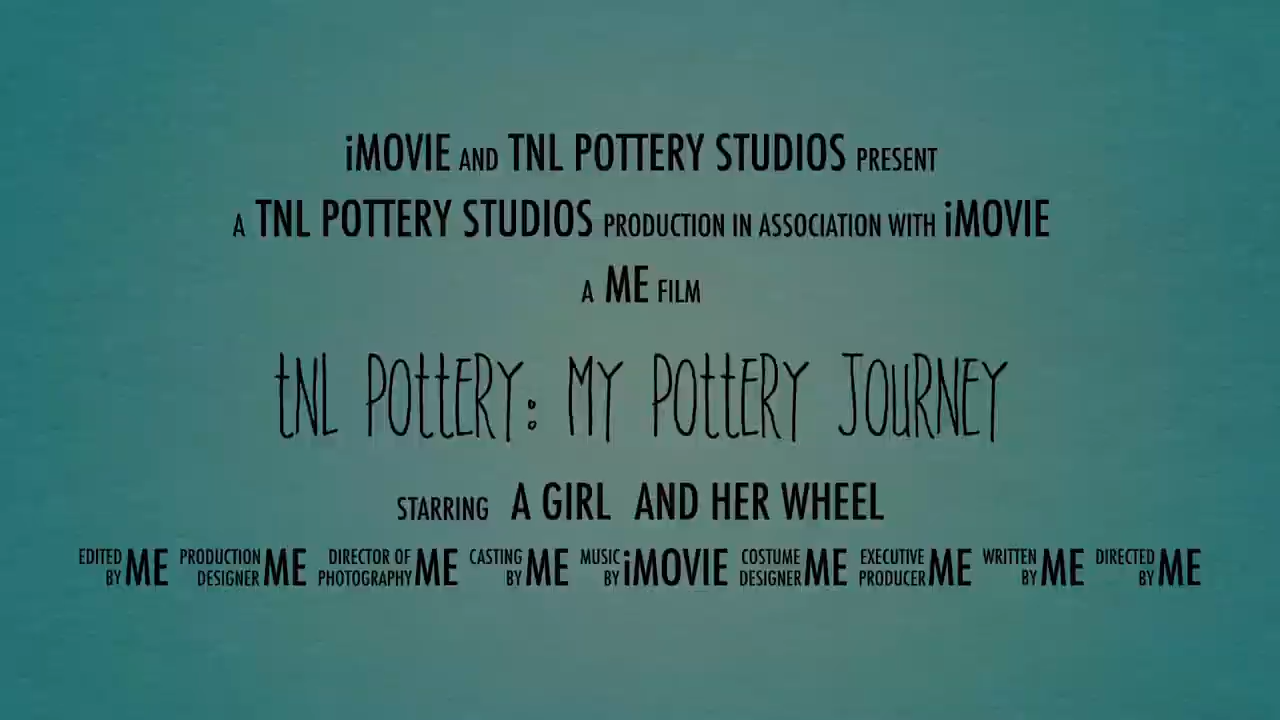 iMOVIE AND TNL POTTERY STUDIOS PRESENT
A TNL POTTERY STUDIOS PRODUCTION IN ASSOCIATION WITH iMOVIE
A ME FILM
tNL POttERY: MY POttERY JOURNEY
STARRING A GIRL AND HER WHEEL
EDITED BY ME PRODUCTION DESIGNER ME DIRECTOR OF PHOTOGRAPHY ME CASTING BY ME MUSIC BY iMOVIE COSTUME DESIGNER ME EXECUTIVE PRODUCER ME WRITTEN BY ME DIRECTED BY ME